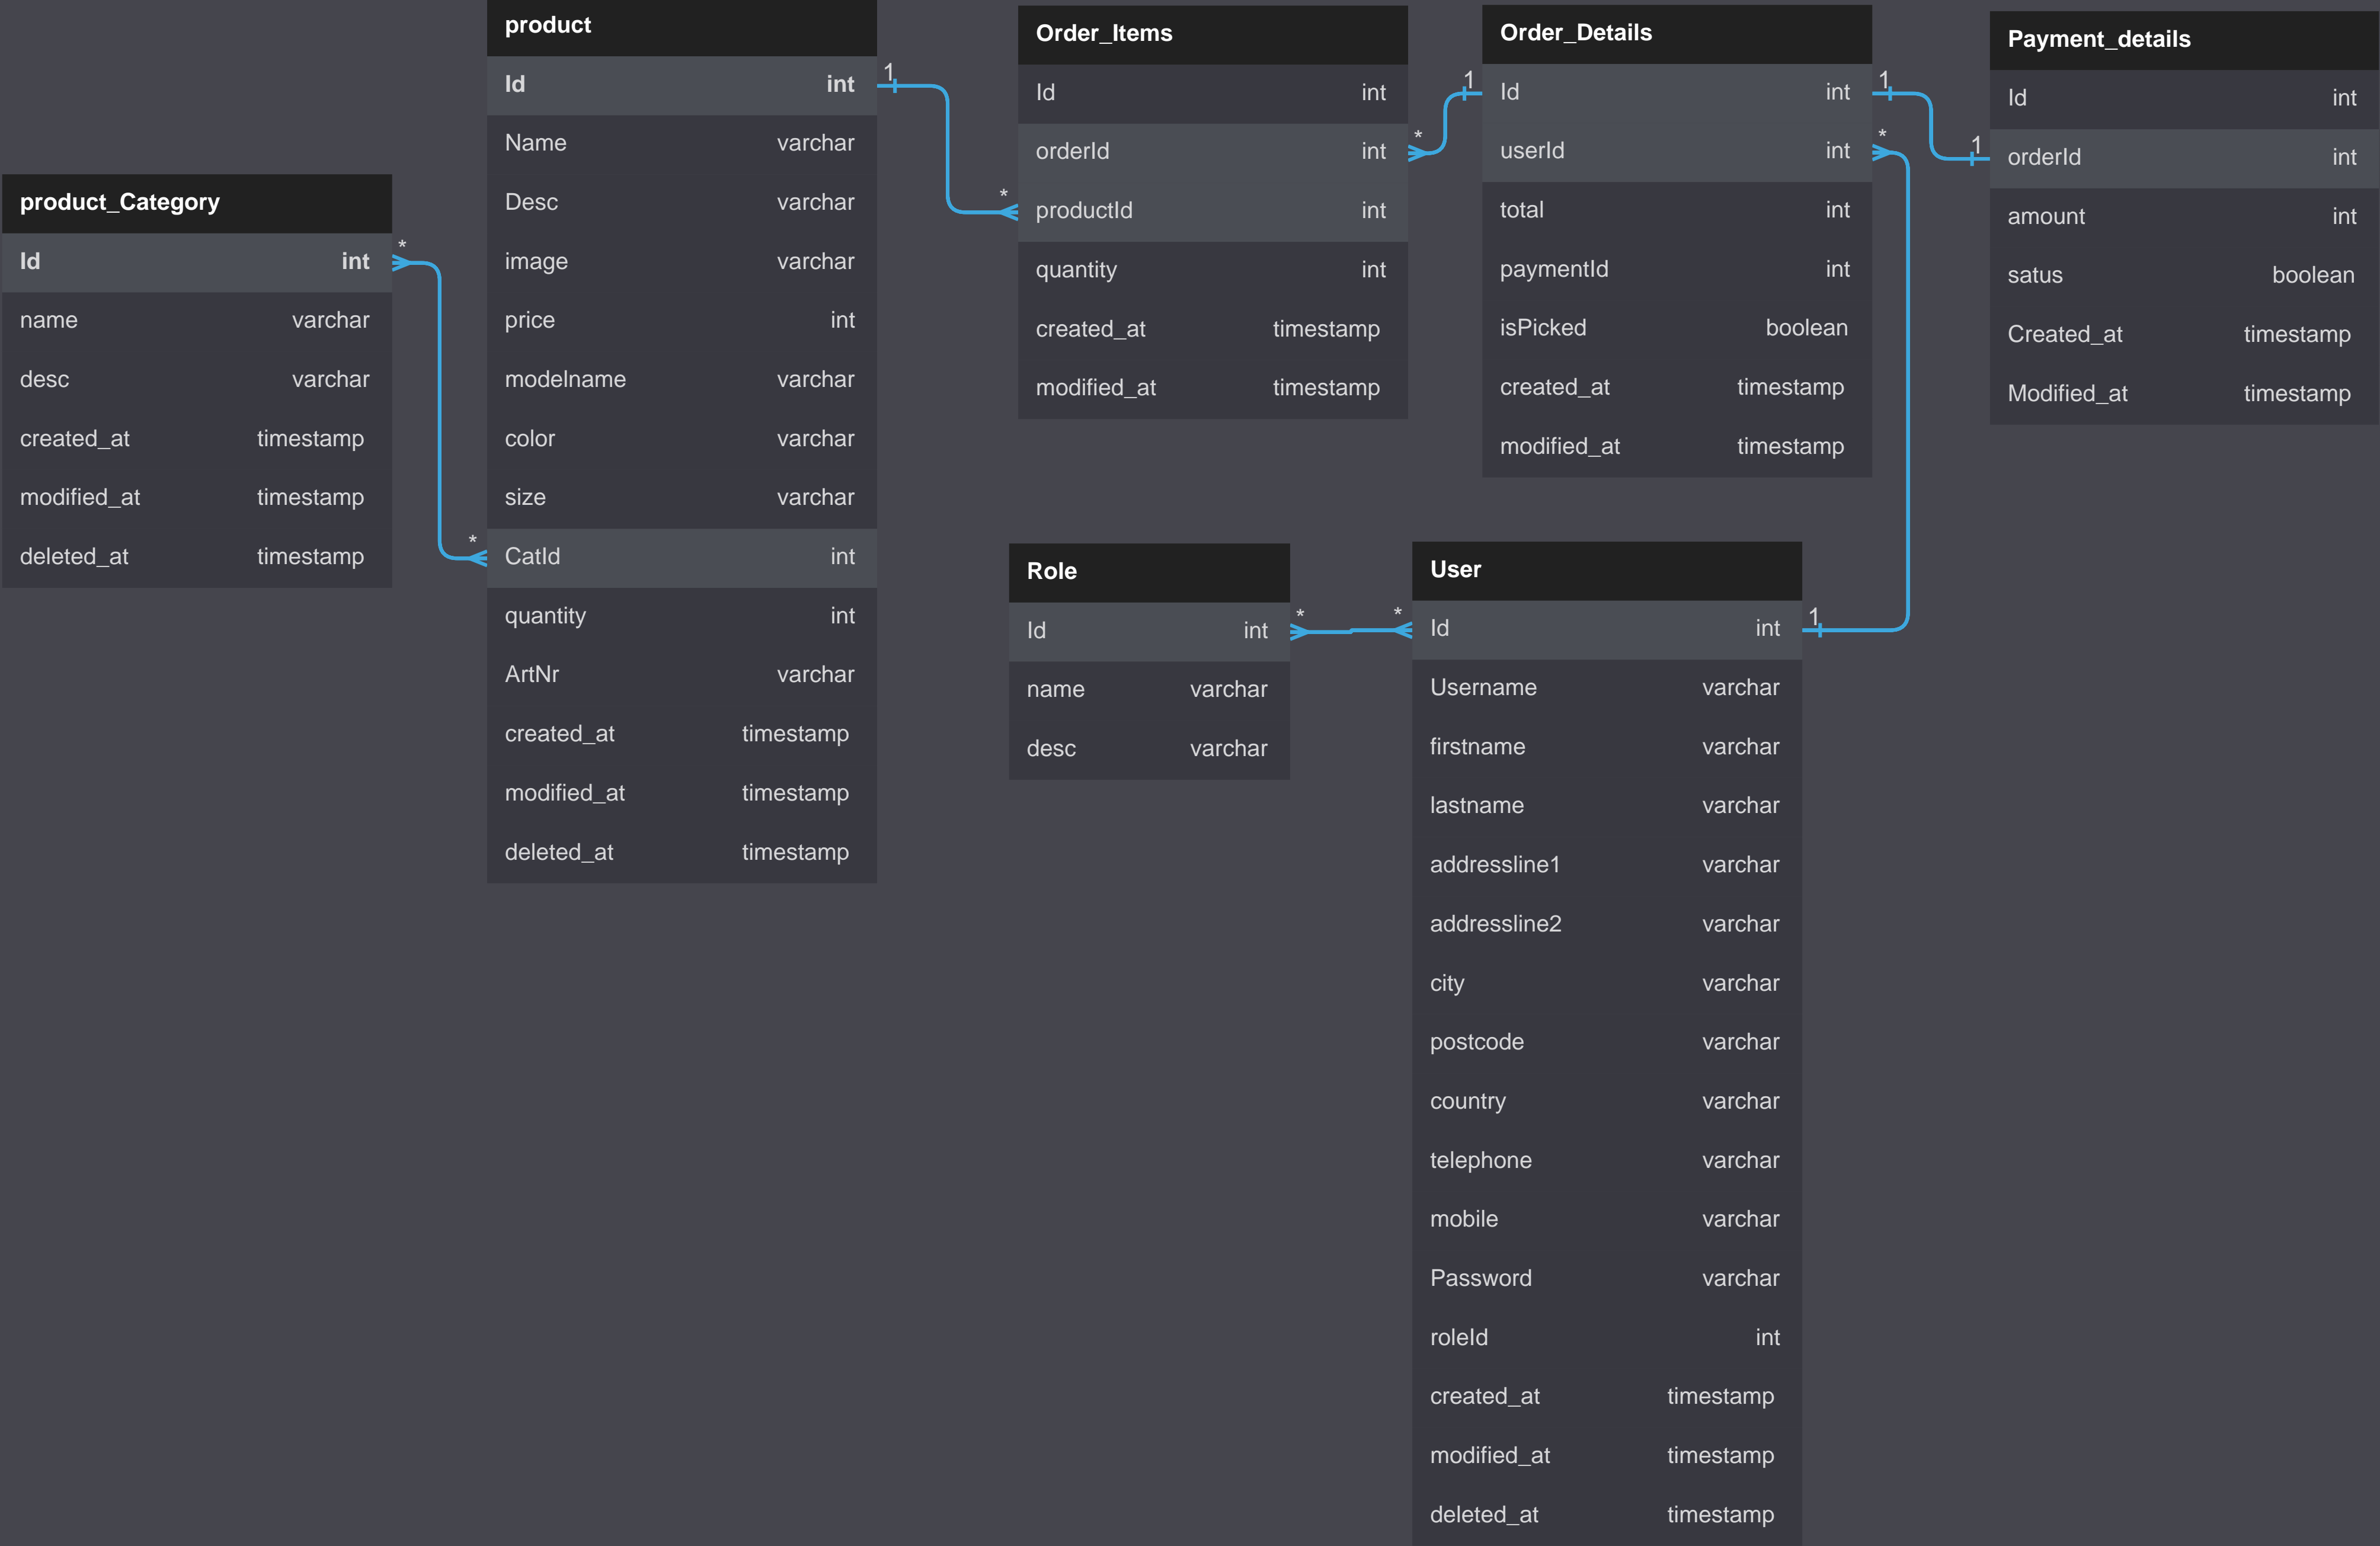 product_Category
Id int
name varchar
desc varchar
created_at timestamp
modified_at timestamp
deleted_at timestamp
*
*
product
Id int
Name varchar
Desc varchar
image varchar
price int
modelname varchar
color varchar
size varchar
CatId int
quantity int
ArtNr varchar
created_at timestamp
modified_at timestamp
deleted_at timestamp
1
*
Order_Items
Id int
orderId int
productId int
quantity int
created_at timestamp
modified_at timestamp
*
1
Order_Details
Id int
userId int
total int
paymentId int
isPicked boolean
created_at timestamp
modified_at timestamp
1
*
1
Payment_details
Id int
orderId int
amount int
satus boolean
Created_at timestamp
Modified_at timestamp
Role
Id int
name varchar
desc varchar
*
*
User
Id int
Username varchar
firstname varchar
lastname varchar
addressline1 varchar
addressline2 varchar
city varchar
postcode varchar
country varchar
telephone varchar
mobile varchar
Password varchar
roleId int
created_at timestamp
modified_at timestamp
deleted_at timestamp
1